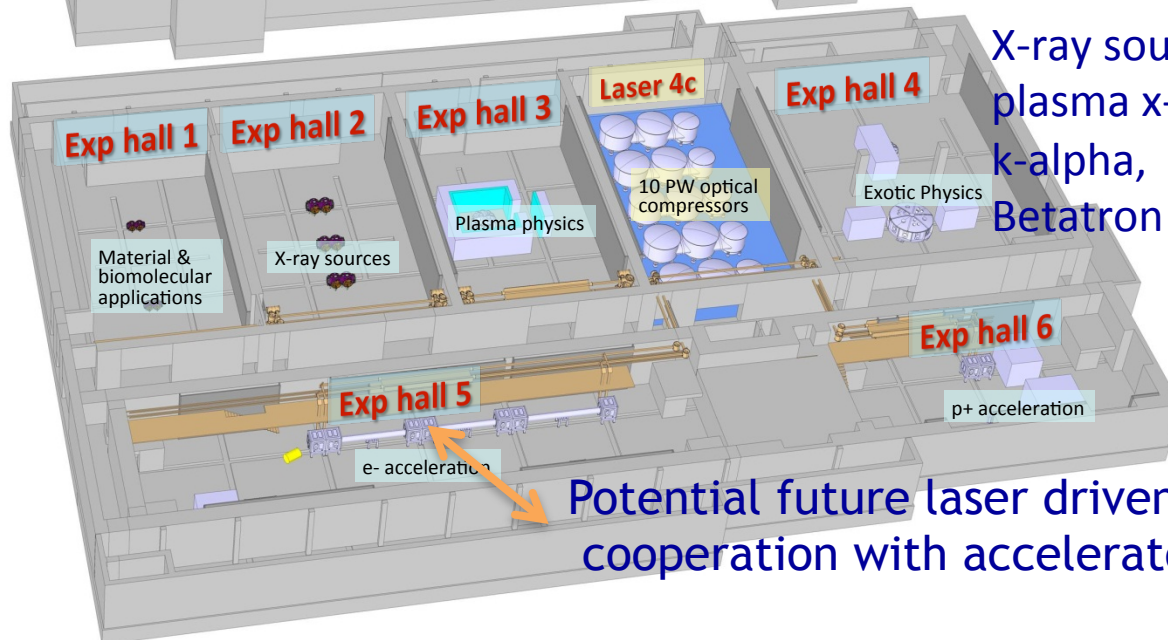 X-ray
plasma
k-alpha,
Betatron
Exp hall 1
Exp hall 2
Exp hall 3
Laser 4c
Exp hall 4
Material &
biomolecular
applications
X-ray sources
Plasma physics
10 PW optical
compressors
Exotic Physics
Exp hall 5
e- acceleration
Exp hall 6
p+ acceleration
Potential future laser driven
cooperation with